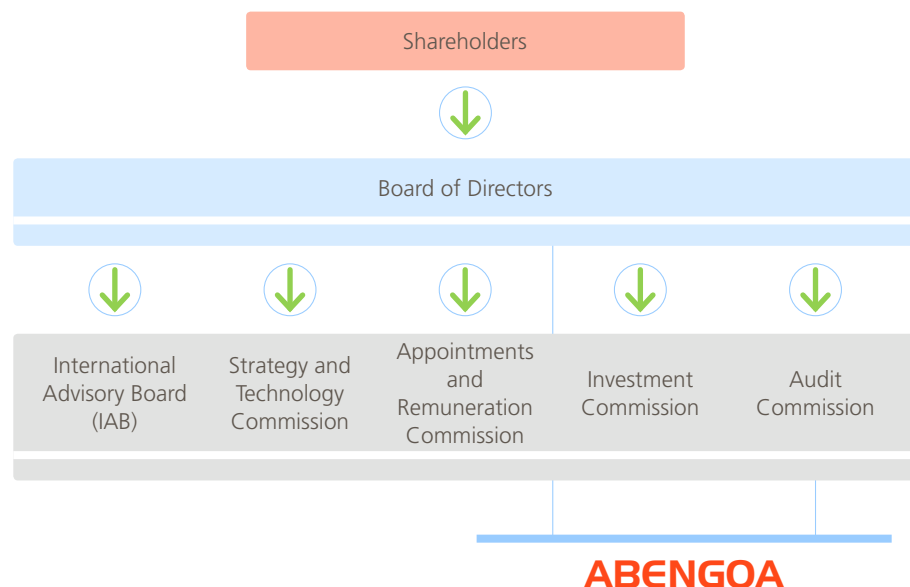 Shareholders
Board of Directors
International
Advisory Board
(IAB)
Strategy and
Technology
Commission
Appointments
and
Remuneration
Commission
Investment
Commission
Audit
Commission
ABENGOA